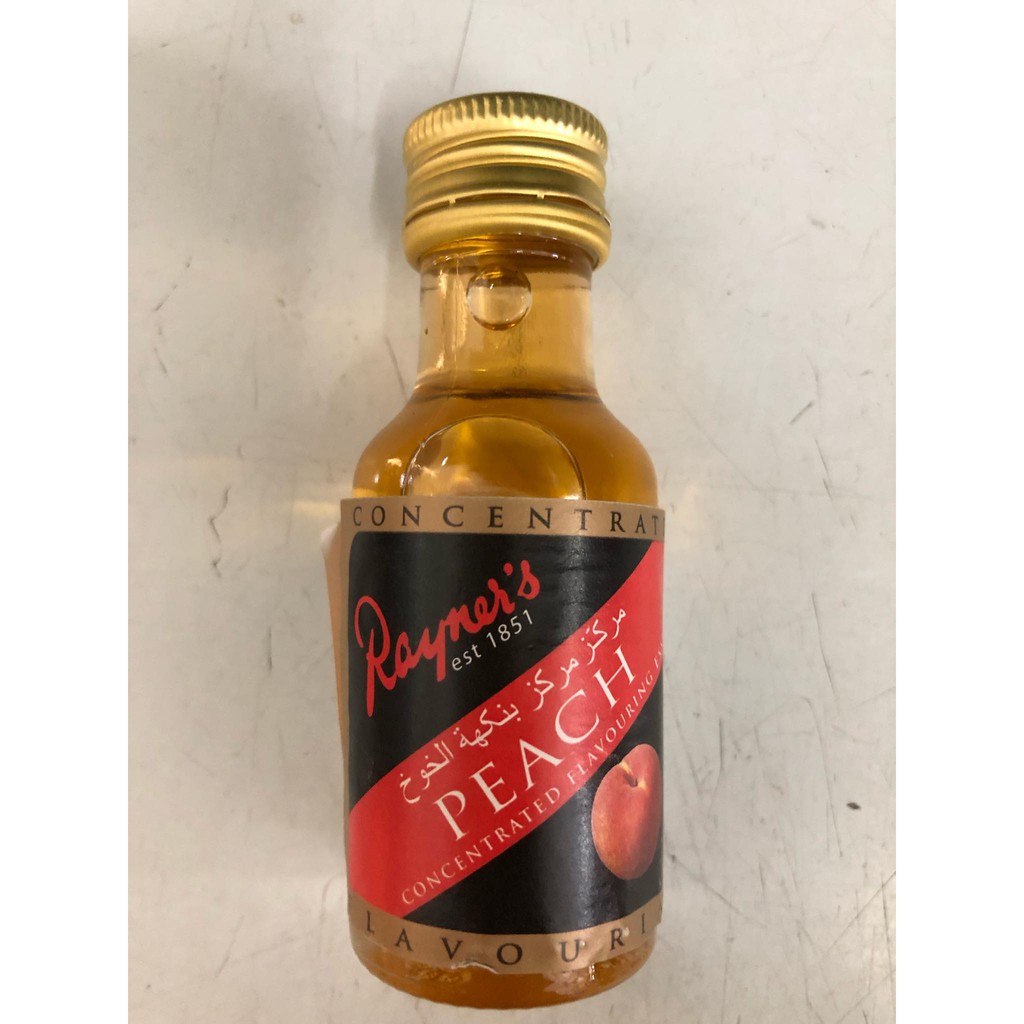 CONCENTRAT
Rayner's
est 1851
مركز مركز بنكهة الخوخ
PEACH
CONCENTRATED FLAVOURING
LAVOURI